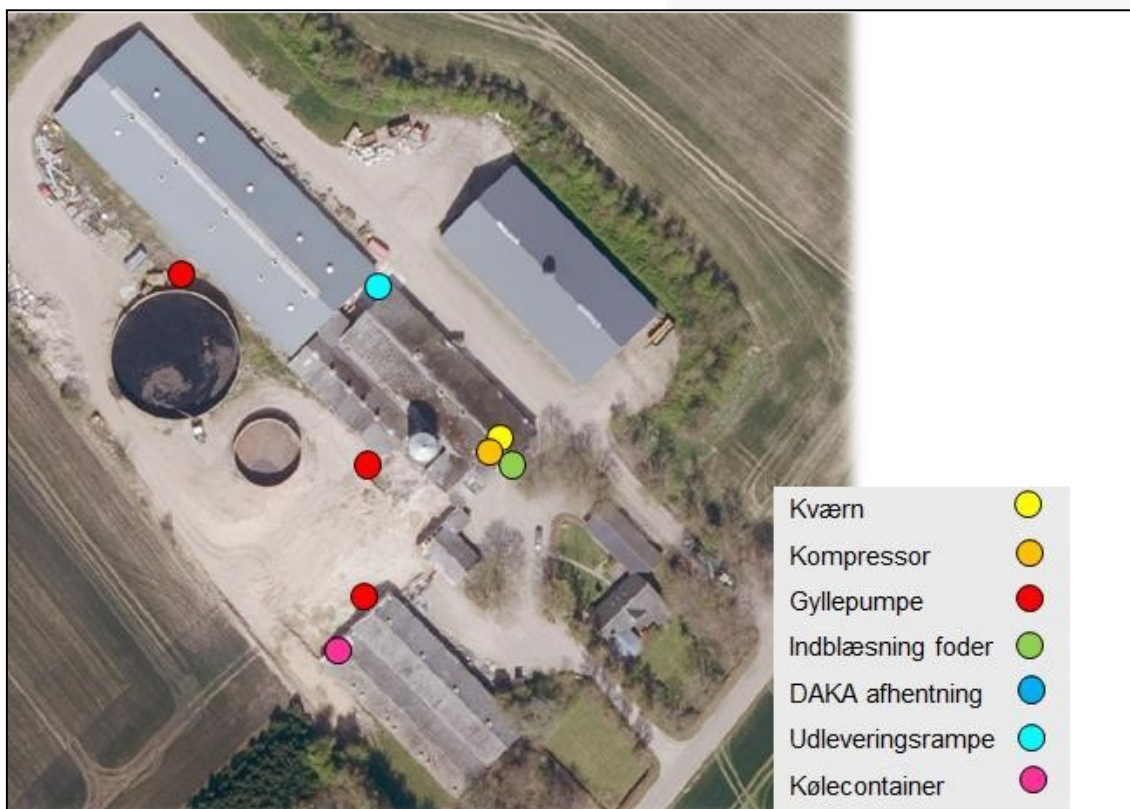 Kværn
Kompressor
Gyllepumpe
Indblæsning foder
DAKA afhentning
Udleveringsrampe
Kølecontainer